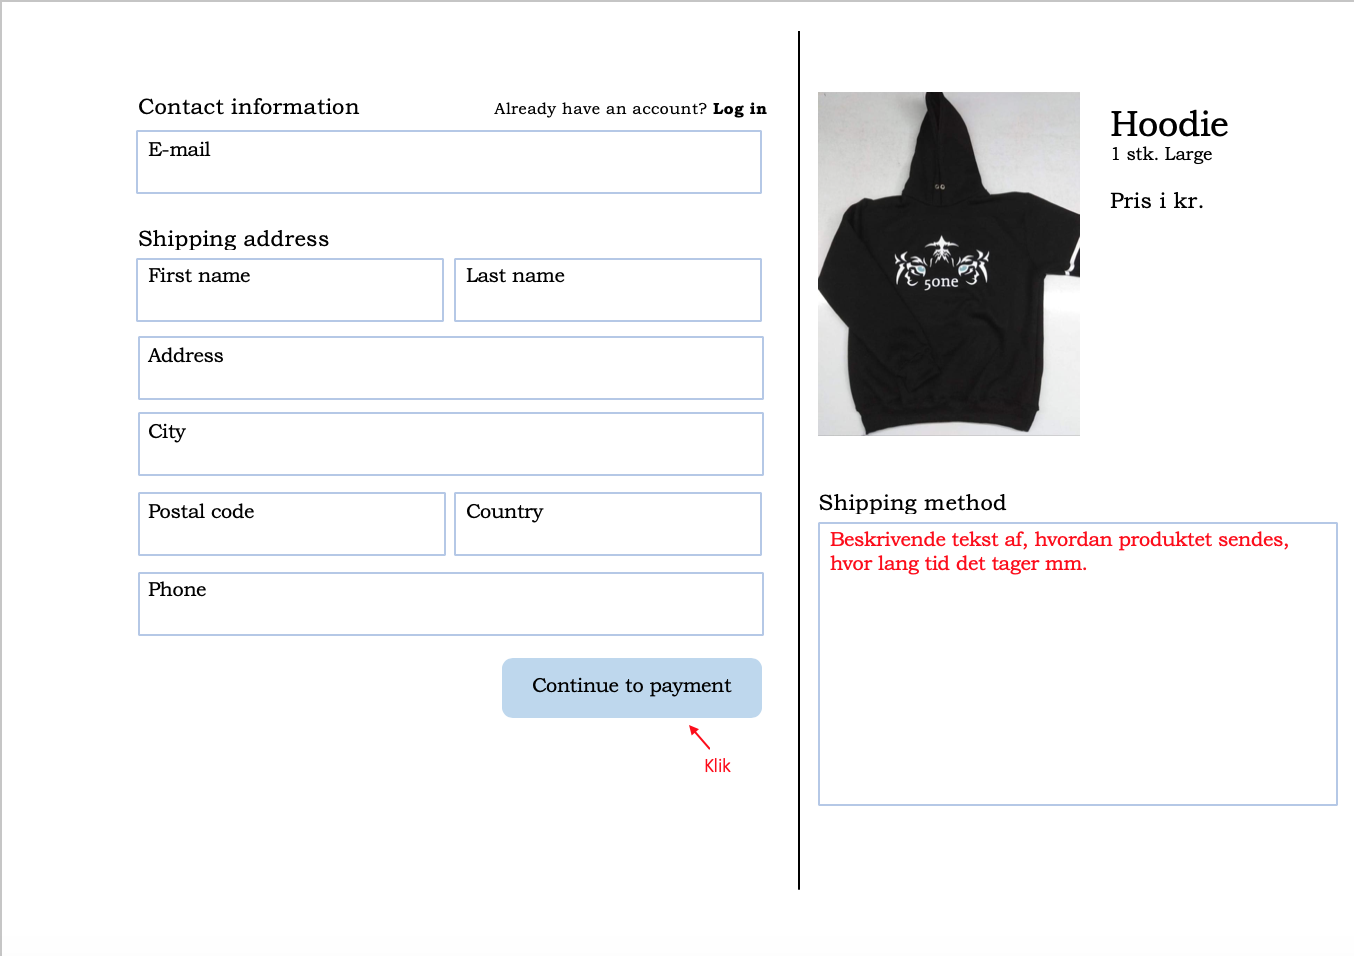 Contact information
Already have an account? Log in
E-mail
Shipping address
First name
Last name
Address
City
Postal code
Country
Phone
Continue to payment
Klik
5one
Hoodie
1 stk. Large
Pris i kr.
Shipping method
Beskrivende tekst af, hvordan produktet sendes,
hvor lang tid det tager mm.